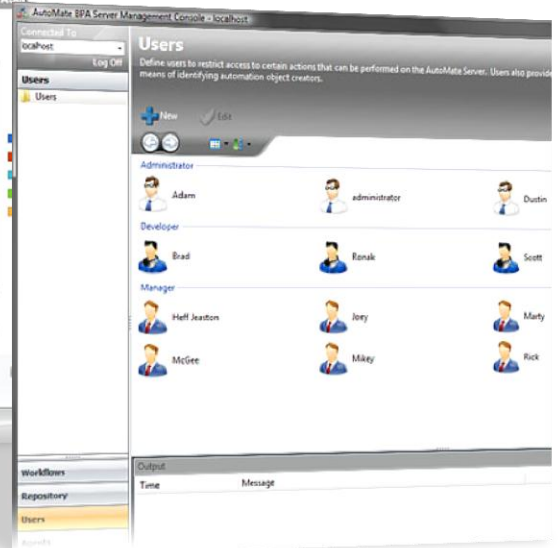 AutoMate BPA Server Management Console - localhost
Connected To
localhost
Log Off
Users
Users
Users
Define users to restrict access to certain actions that can be performed on the AutoMate Server. Users also provide
means of identifying automation object creators.
New
Edit
Administrator
Adam
administrator
Dustin
Developer
Brad
Ronak
Scott
Manager
Heff Jeaston
Joey
Marty
McGee
Mikey
Rick
Workflows
Repository
Users
Agents
Output
Time
Message